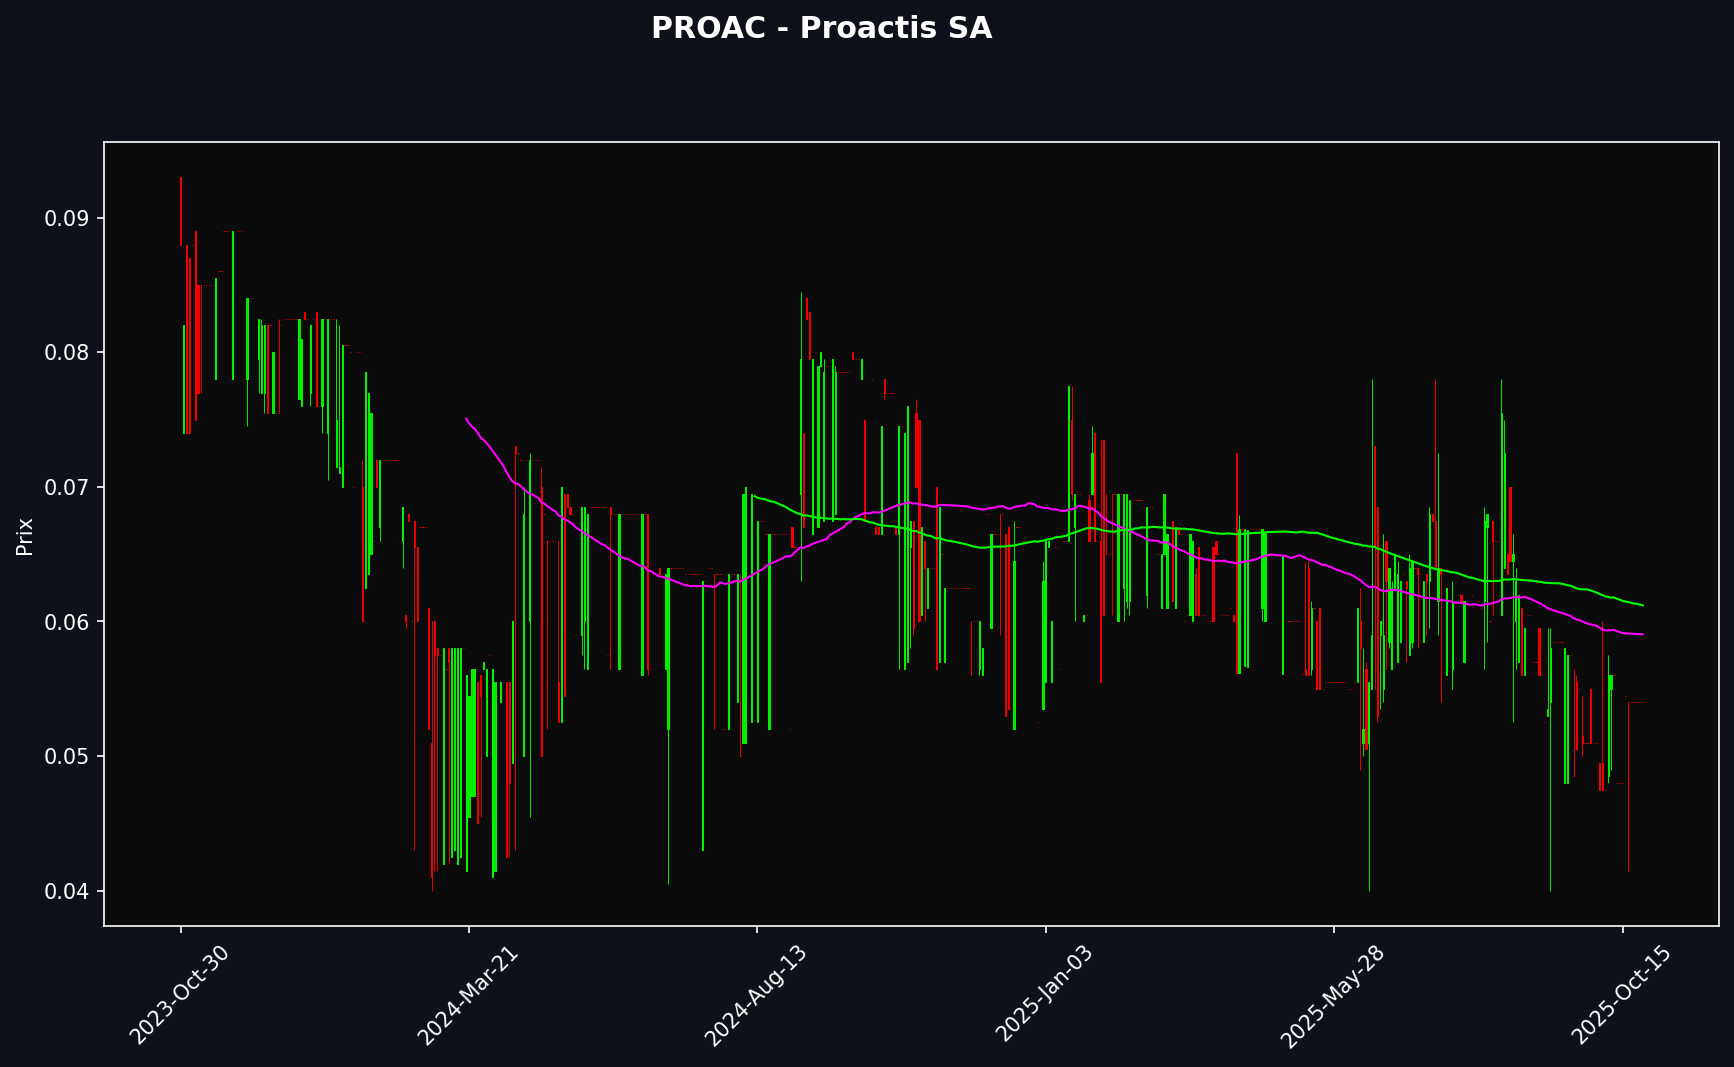 PROAC - Proactis SA
Prix
0.09
0.08
0.07
0.06
0.05
0.04
2023-Oct-30
2024-Mar-21
2024-Aug-13
2025-Jan-03
2025-May-28
2025-Oct-15